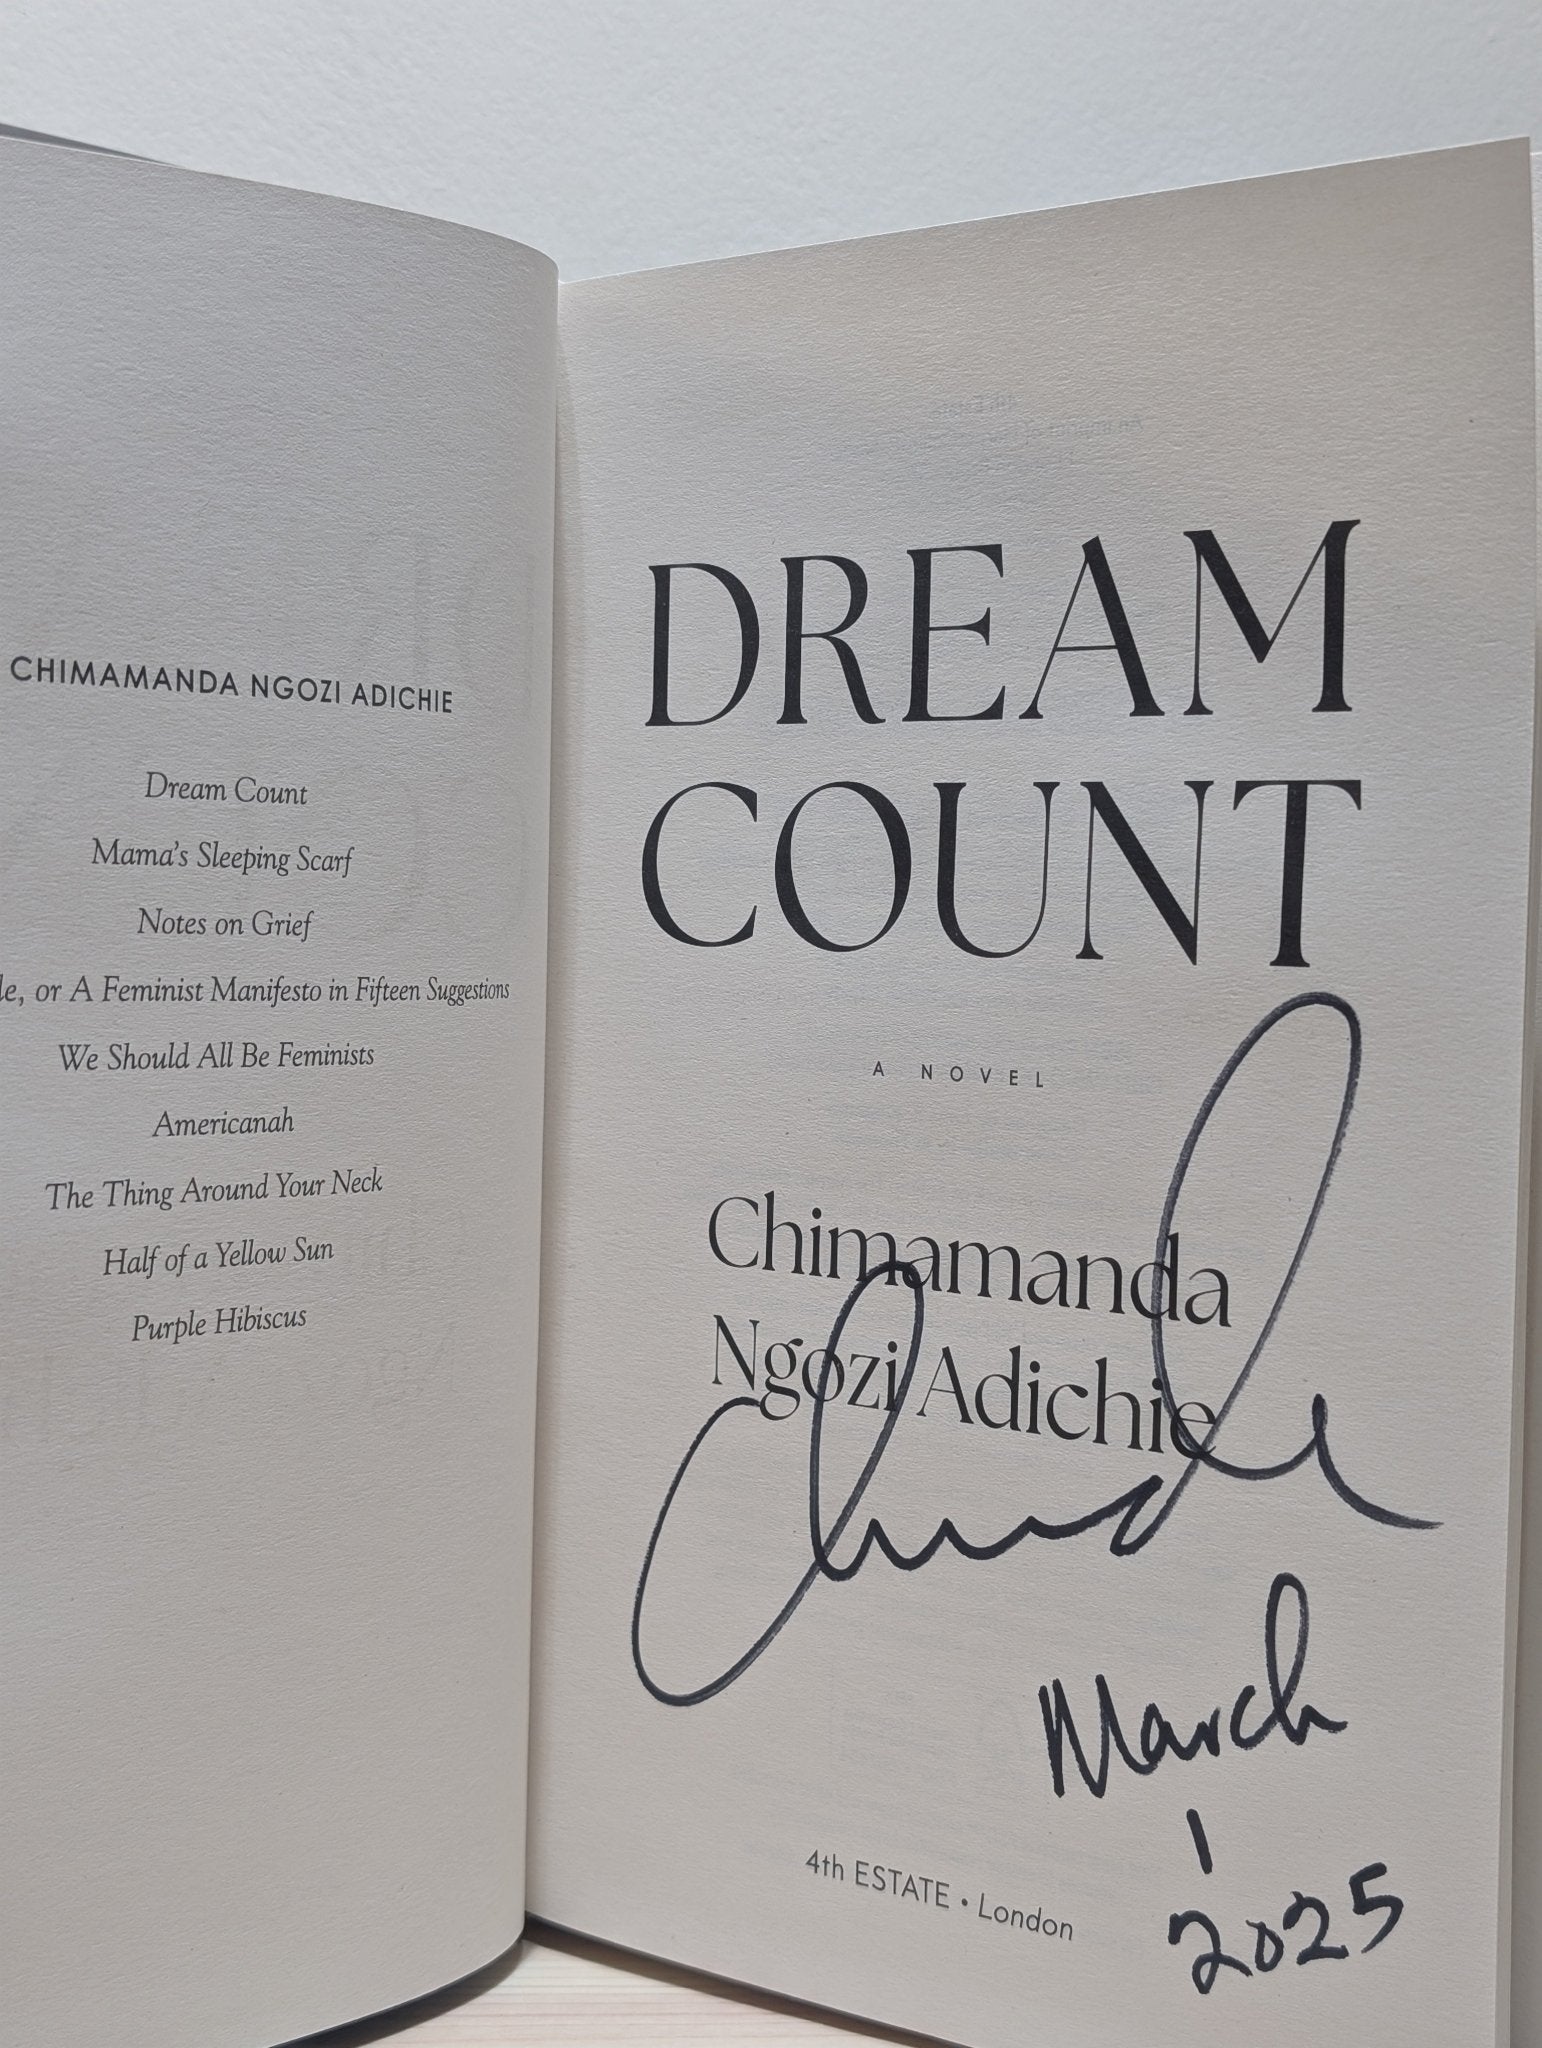 CHIMAMANDA NGOZI ADICHIE
Dream Count
Mama's Sleeping Scarf
Notes on Grief
or A Feminist Manifesto in Fifteen Suggestions
We Should All Be Feminists
Americanah
The Thing Around Your Neck
Half of a Yellow Sun
Purple Hibiscus
DREAM
COUNT
A NOVEL
Chimamanda
Ngozi Adichie
March
1
2025
4th ESTATE • London